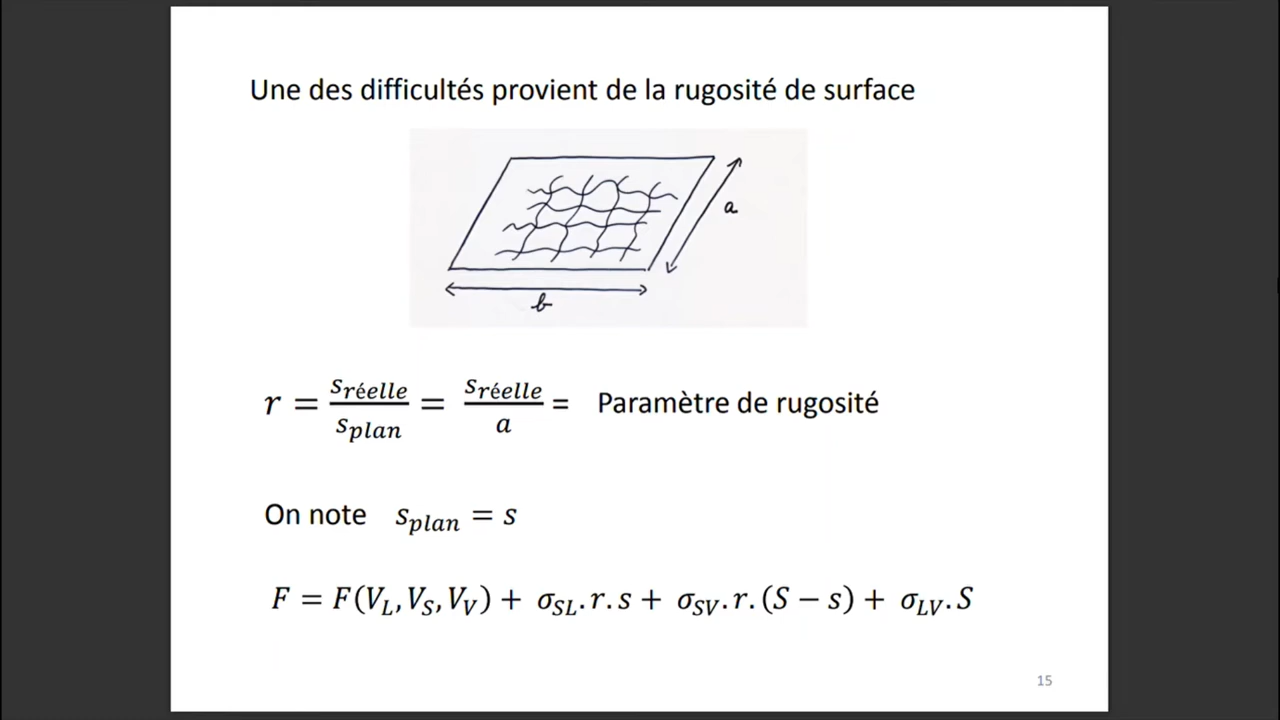 Une des difficultés provient de la rugosité de surface
a
b
r = s_réelle / s_plan = s_réelle / a = Paramètre de rugosité
On note s_plan = s
F = F(V_L, V_S, V_V) + σ_SL.r.s + σ_SV.r.(S − s) + σ_LV.S
15